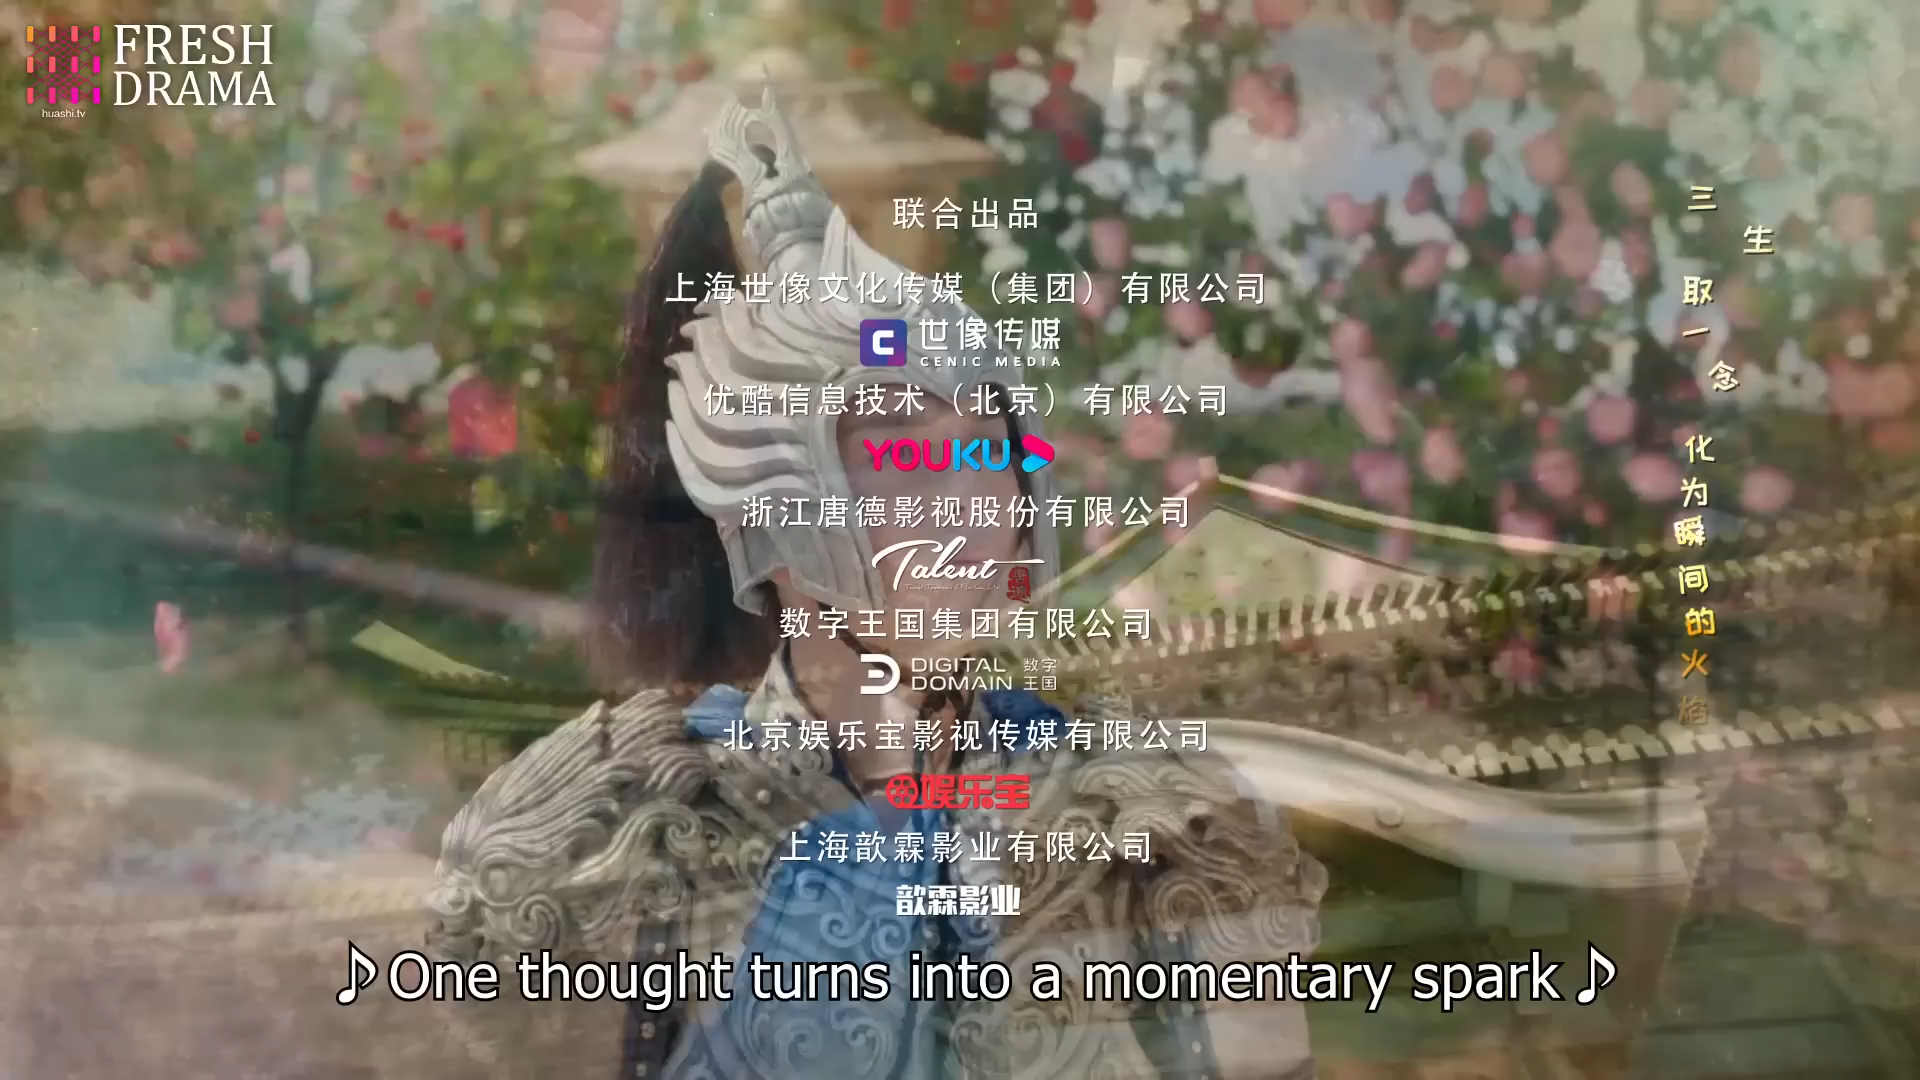 FRESH
DRAMA
huashi.tv
联合出品
上海世像文化传媒（集团）有限公司
世像传媒
CENIC MEDIA
优酷信息技术（北京）有限公司
YOUKU
浙江唐德影视股份有限公司
Talent
数字王国集团有限公司
DIGITAL 数字
DOMAIN 王国
北京娱乐宝影视传媒有限公司
娱乐宝
上海歆霖影业有限公司
歆霖影业
三生取一念
化为瞬间的火焰
♪One thought turns into a momentary spark♪